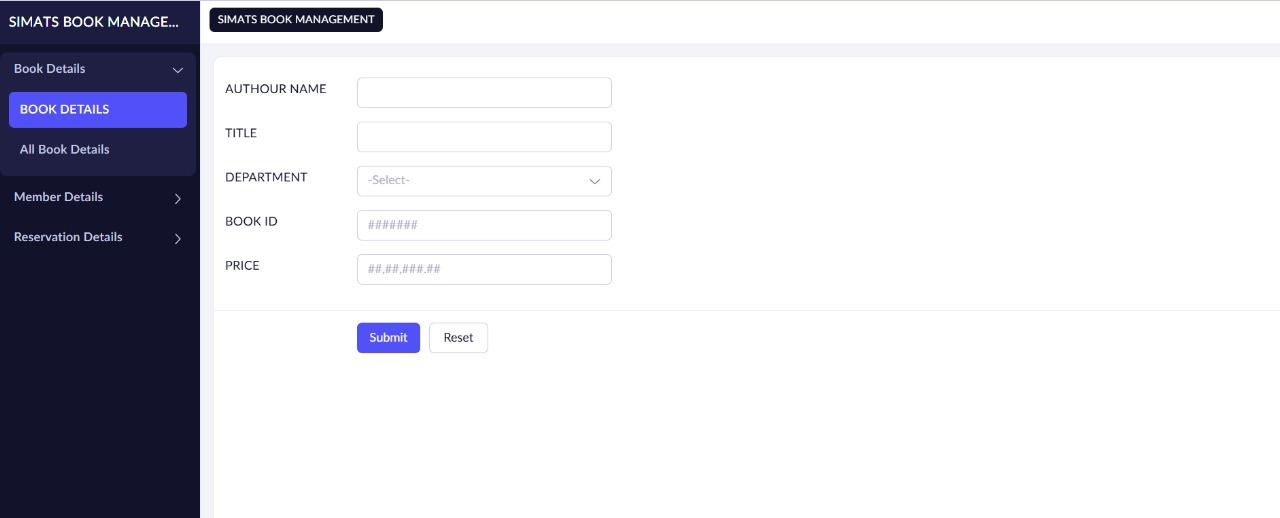 SIMATS BOOK MANAGE...
SIMATS BOOK MANAGEMENT
Book Details
BOOK DETAILS
All Book Details
Member Details
Reservation Details
AUTHOUR NAME
TITLE
DEPARTMENT
-Select-
BOOK ID
#######
PRICE
##,##,###.##
Submit
Reset